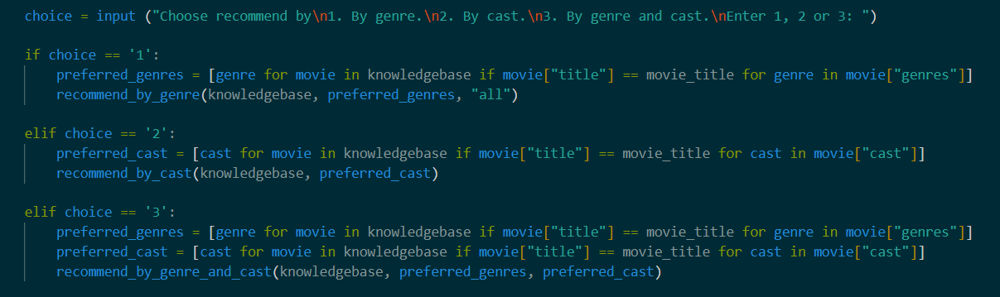 choice = input ("Choose recommend by\n1. By genre.\n2. By cast.\n3. By genre and cast.\nEnter 1, 2 or 3: ")
if choice == '1':
preferred_genres = [genre for movie in knowledgebase if movie["title"] == movie_title for genre in movie["genres"]]
recommend_by_genre(knowledgebase, preferred_genres, "all")
elif choice == '2':
preferred_cast = [cast for movie in knowledgebase if movie["title"] == movie_title for cast in movie["cast"]]
recommend_by_cast(knowledgebase, preferred_cast)
elif choice == '3':
preferred_genres = [genre for movie in knowledgebase if movie["title"] == movie_title for genre in movie["genres"]]
preferred_cast = [cast for movie in knowledgebase if movie["title"] == movie_title for cast in movie["cast"]]
recommend_by_genre_and_cast(knowledgebase, preferred_genres, preferred_cast)